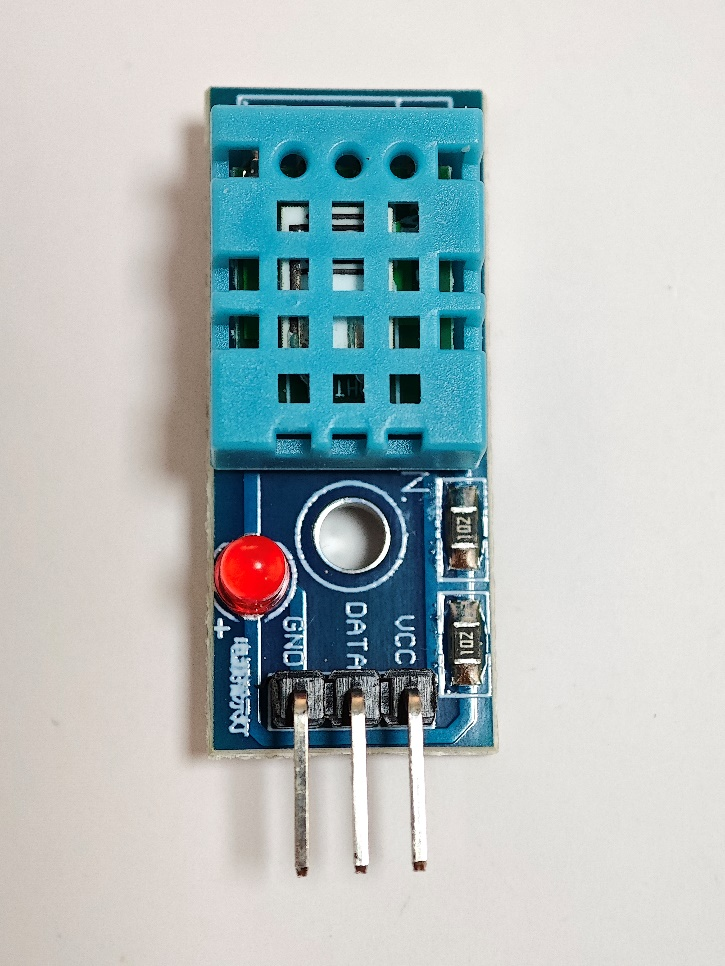 102
102
GND
DATA
VCC
+